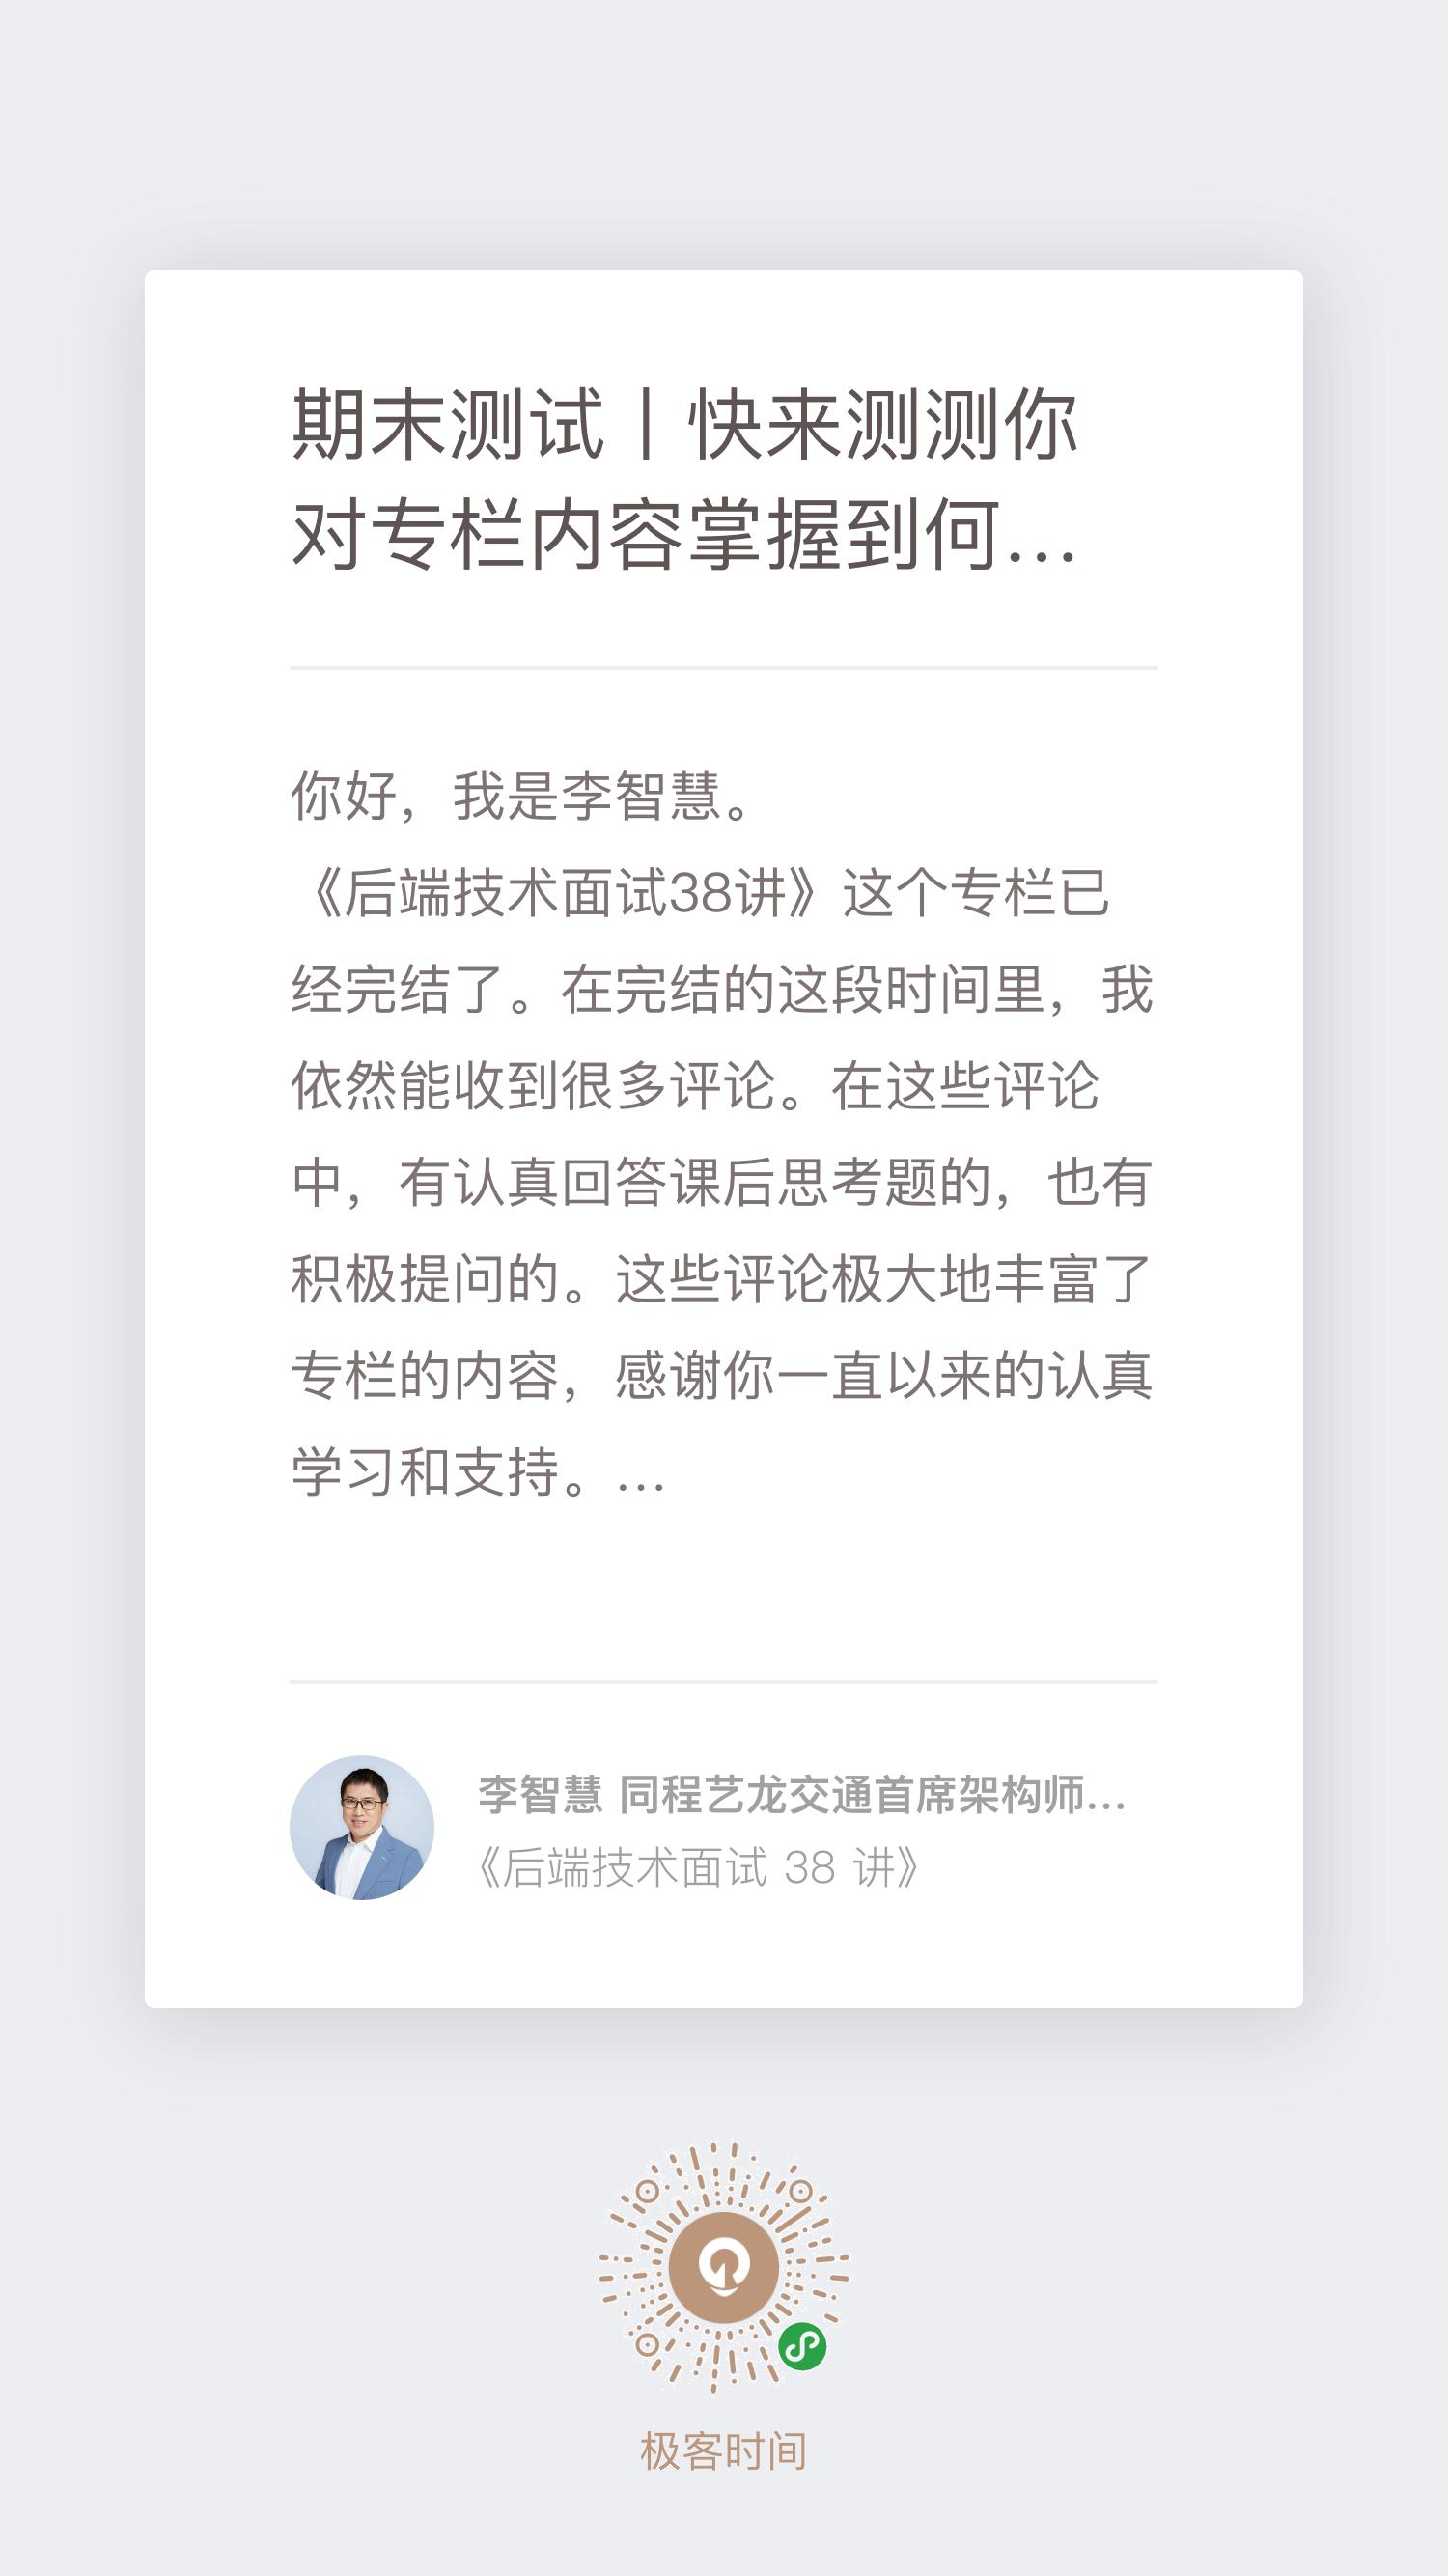 期末测试丨快来测测你
对专栏内容掌握到何...
你好，我是李智慧。
《后端技术面试38讲》这个专栏已
经完结了。在完结的这段时间里，我
依然能收到很多评论。在这些评论
中，有认真回答课后思考题的，也有
积极提问的。这些评论极大地丰富了
专栏的内容，感谢你一直以来的认真
学习和支持。...
李智慧 同程艺龙交通首席架构师...
《后端技术面试 38 讲》
极客时间